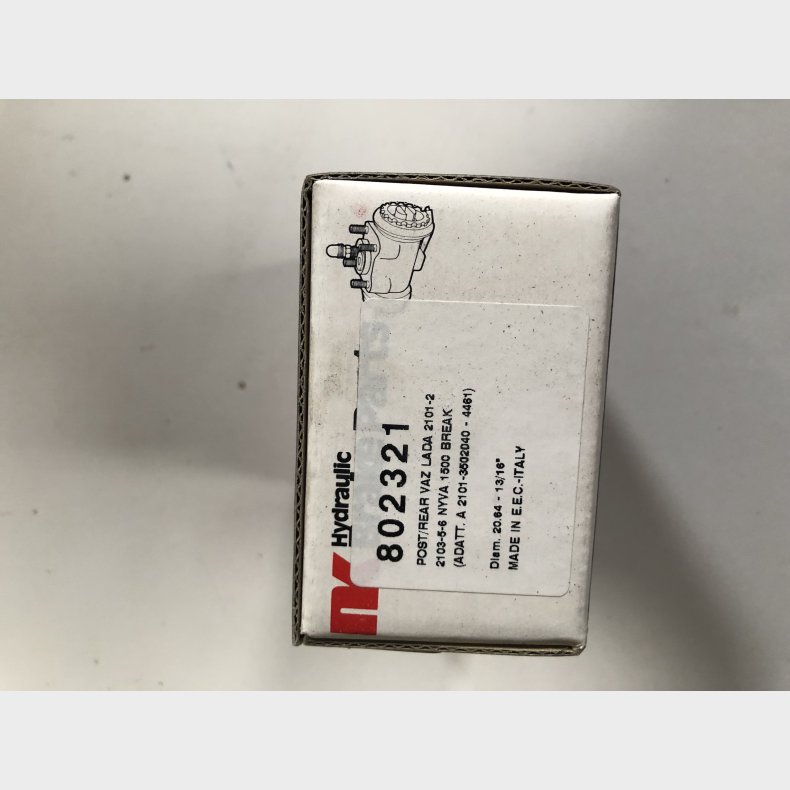 Hydraulic
802321
POST/REAR VAZ LADA 2101-2
2103-5-6 NYVA 1500 BREAK
(ADATT. A 2101-3502040 - 4461)
Diam. 20.64 - 13/16"
MADE IN E.E.C.-ITALY